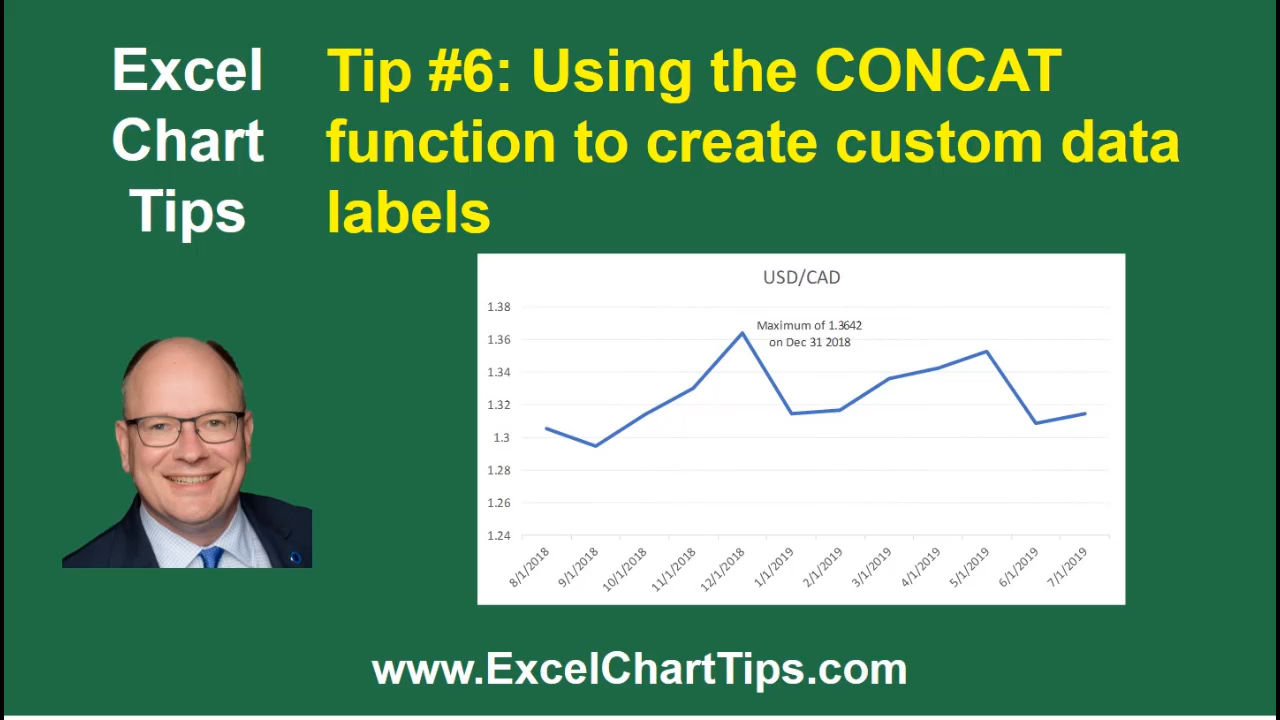 Excel
Chart
Tips
Tip #6: Using the CONCAT
function to create custom data
labels
USD/CAD
1.38
1.36
1.34
1.32
1.3
1.28
1.26
1.24
Maximum of 1.3642
on Dec 31 2018
8/1/2018
9/1/2018
10/1/2018
11/1/2018
12/1/2018
1/1/2019
2/1/2019
3/1/2019
4/1/2019
5/1/2019
6/1/2019
7/1/2019
www.ExcelChartTips.com